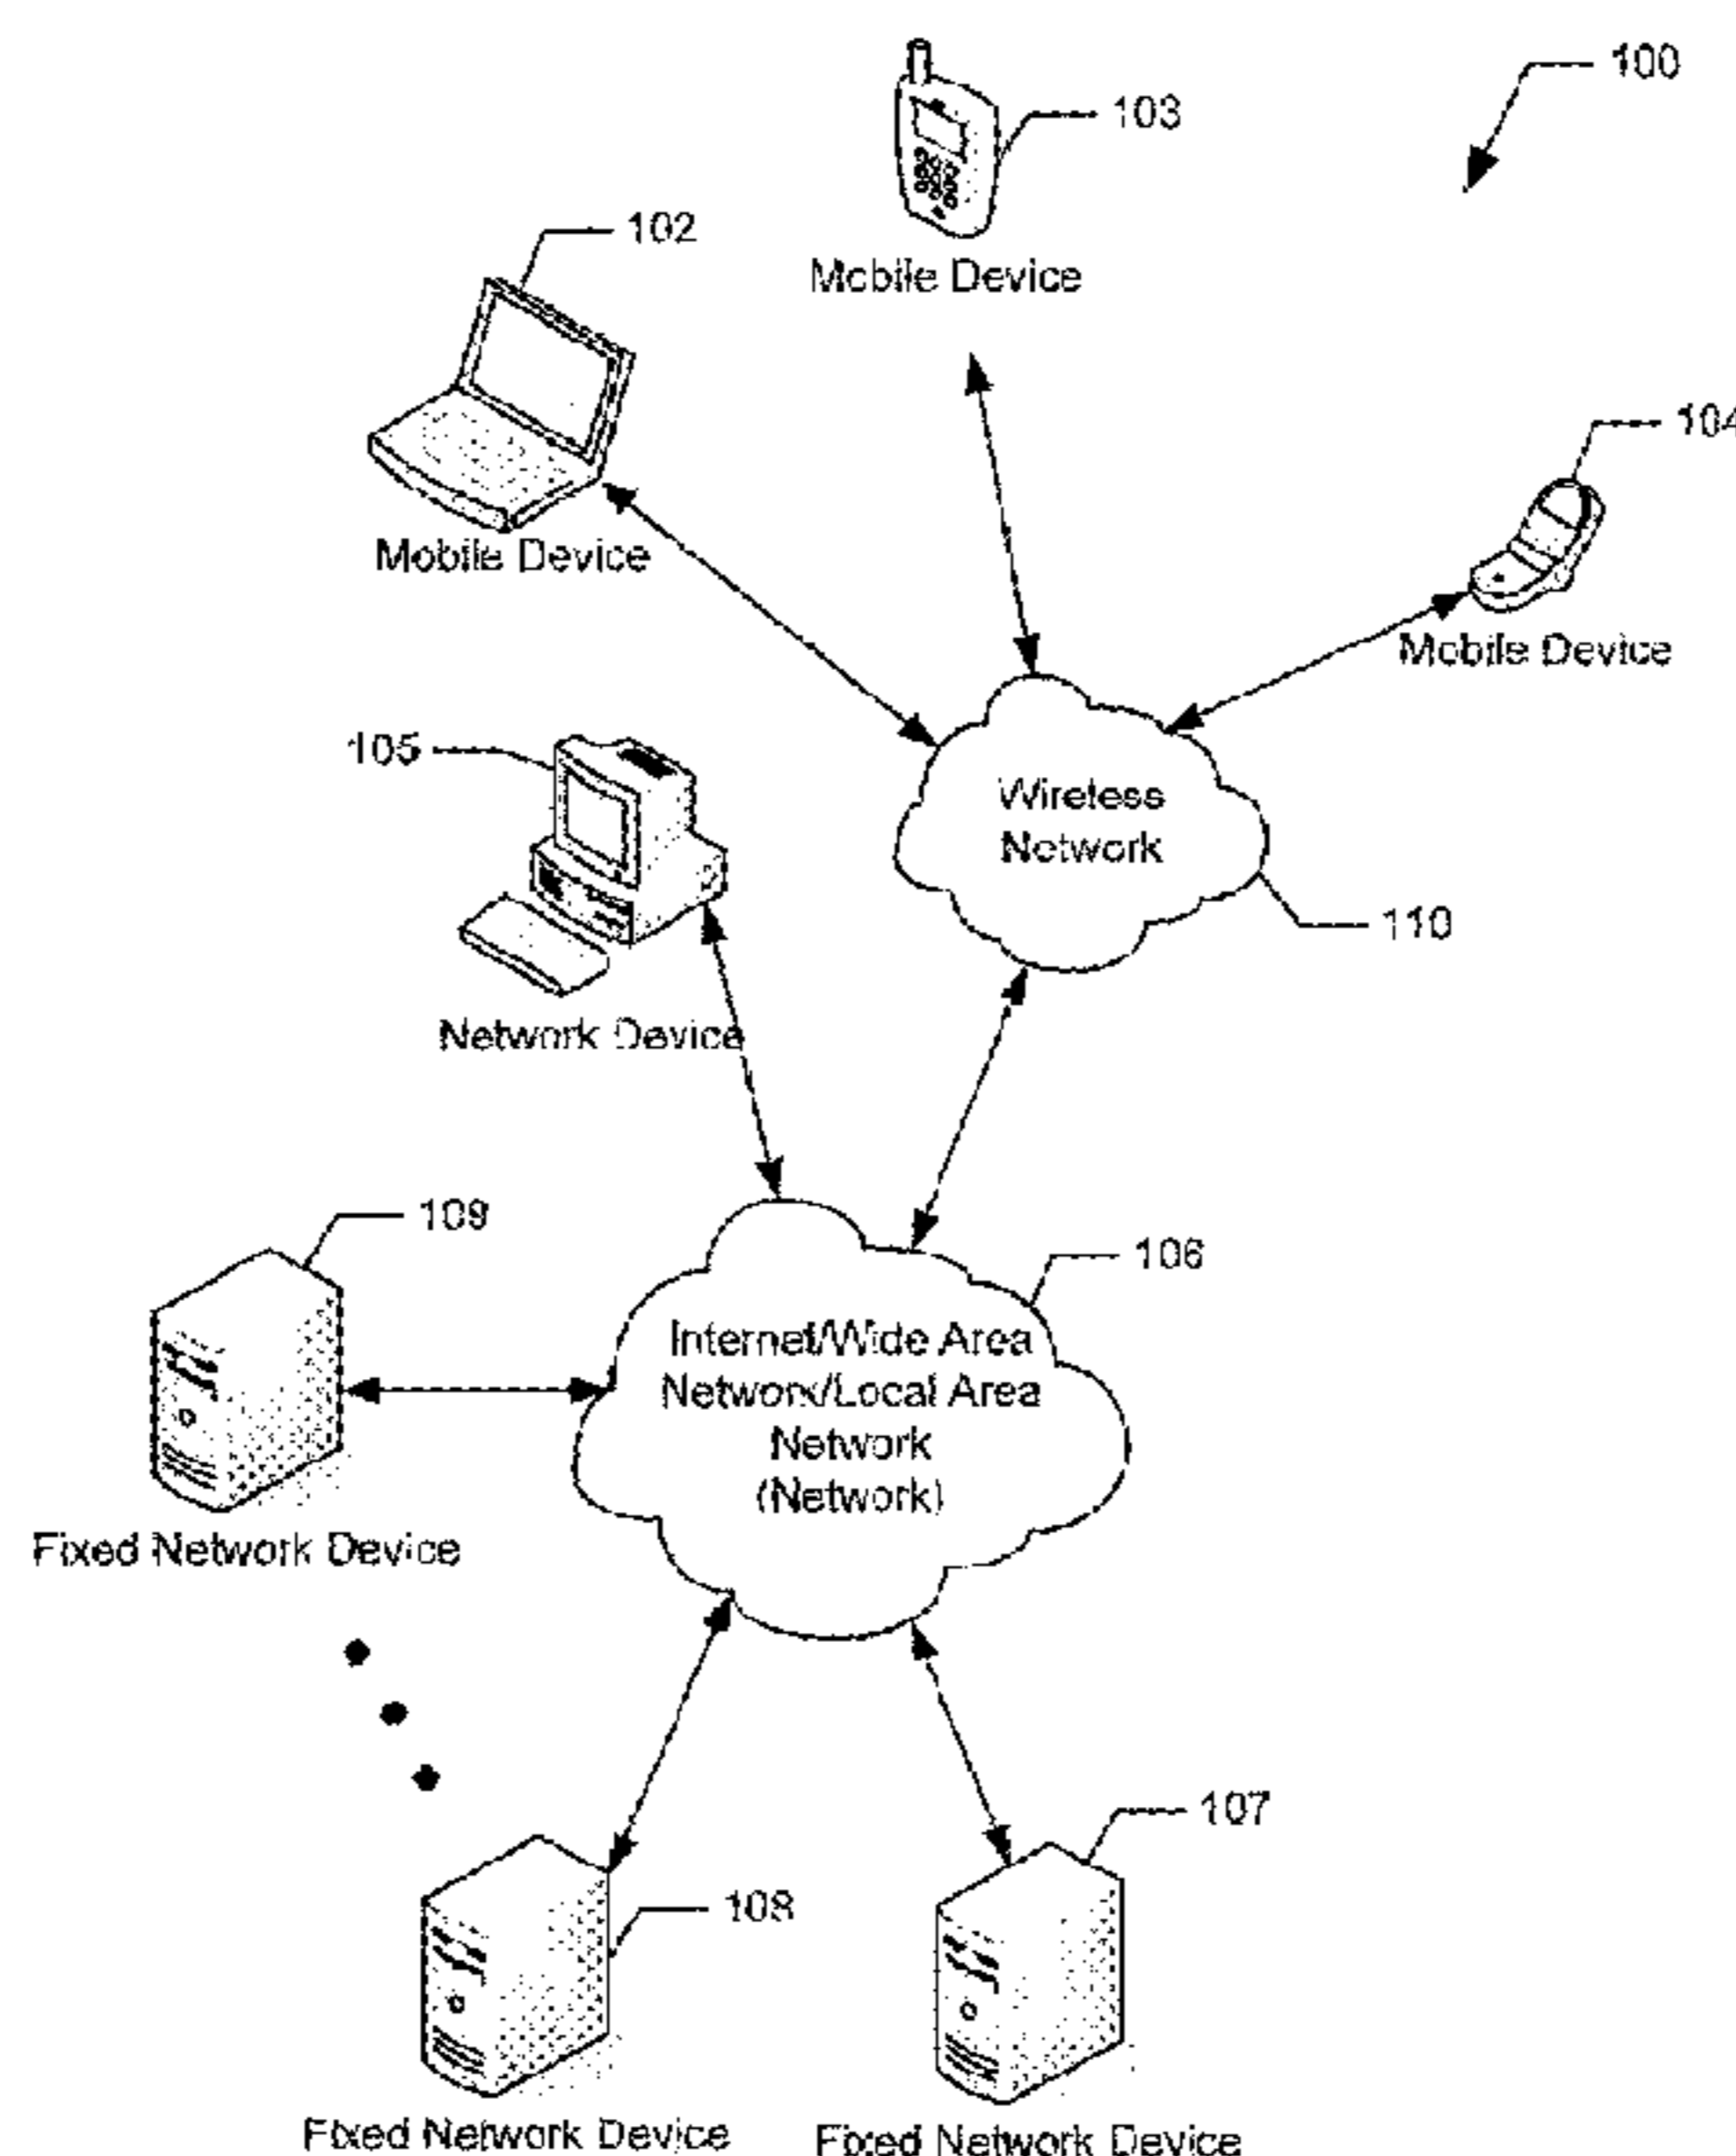 100
103
Mobile Device
102
Mobile Device
104
Mobile Device
105
Network Device
Wireless
Network
110
109
Fixed Network Device
106
Internet/Wide Area
Network/Local Area
Network
(Network)
107
108
Fixed Network Device
Fixed Network Device